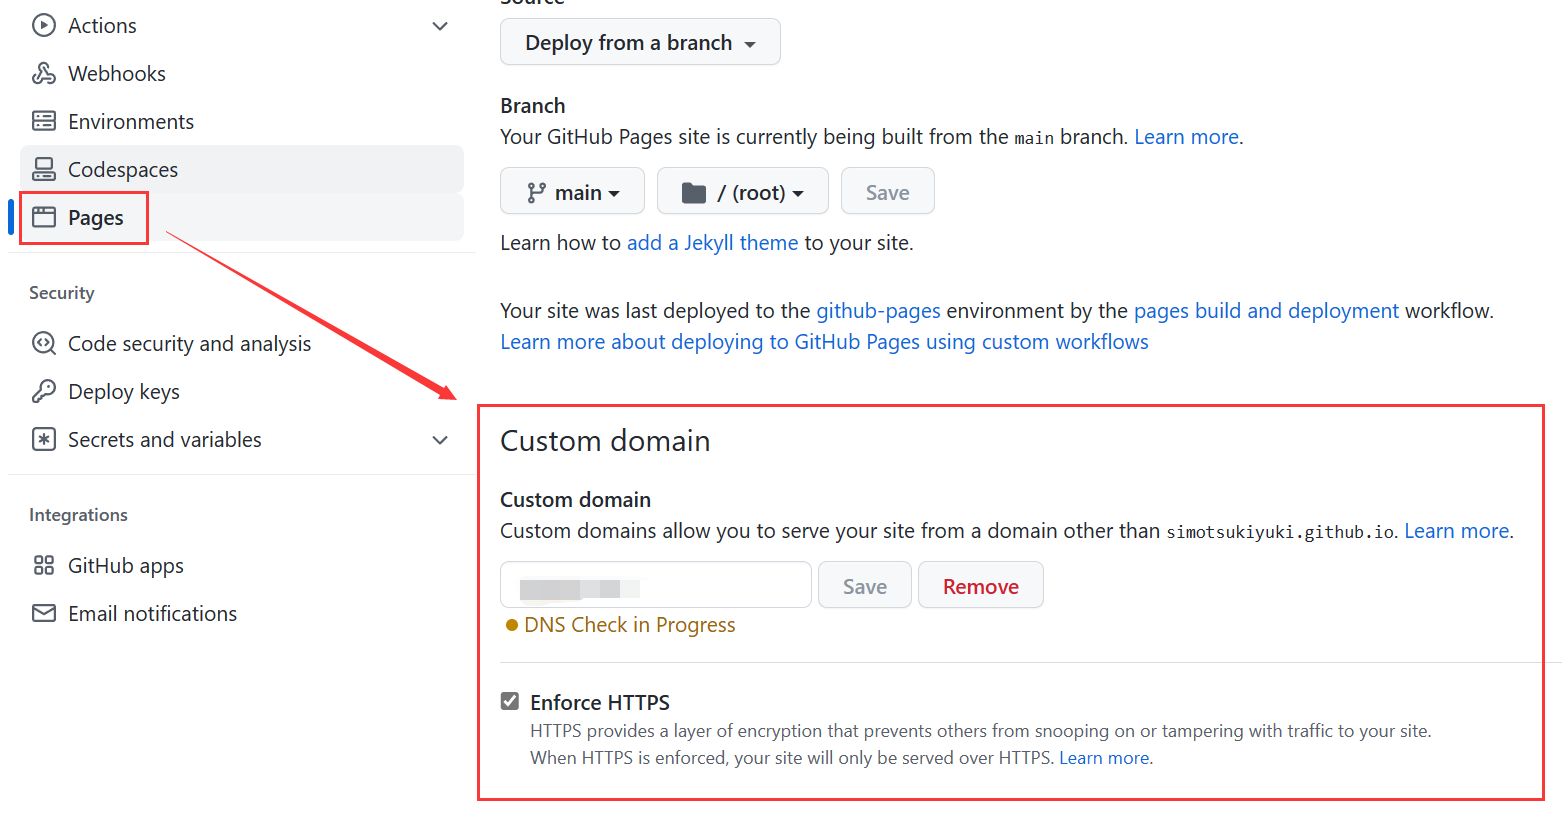 Actions
Webhooks
Environments
Codespaces
Pages
Security
Code security and analysis
Deploy keys
Secrets and variables
Integrations
GitHub apps
Email notifications
Source
Deploy from a branch
Branch
Your GitHub Pages site is currently being built from the main branch. Learn more.
main
/ (root)
Save
Learn how to add a Jekyll theme to your site.
Your site was last deployed to the github-pages environment by the pages build and deployment workflow.
Learn more about deploying to GitHub Pages using custom workflows
Custom domain
Custom domain
Custom domains allow you to serve your site from a domain other than simotsukiyuki.github.io. Learn more.
Save
Remove
DNS Check in Progress
Enforce HTTPS
HTTPS provides a layer of encryption that prevents others from snooping on or tampering with traffic to your site.
When HTTPS is enforced, your site will only be served over HTTPS. Learn more.